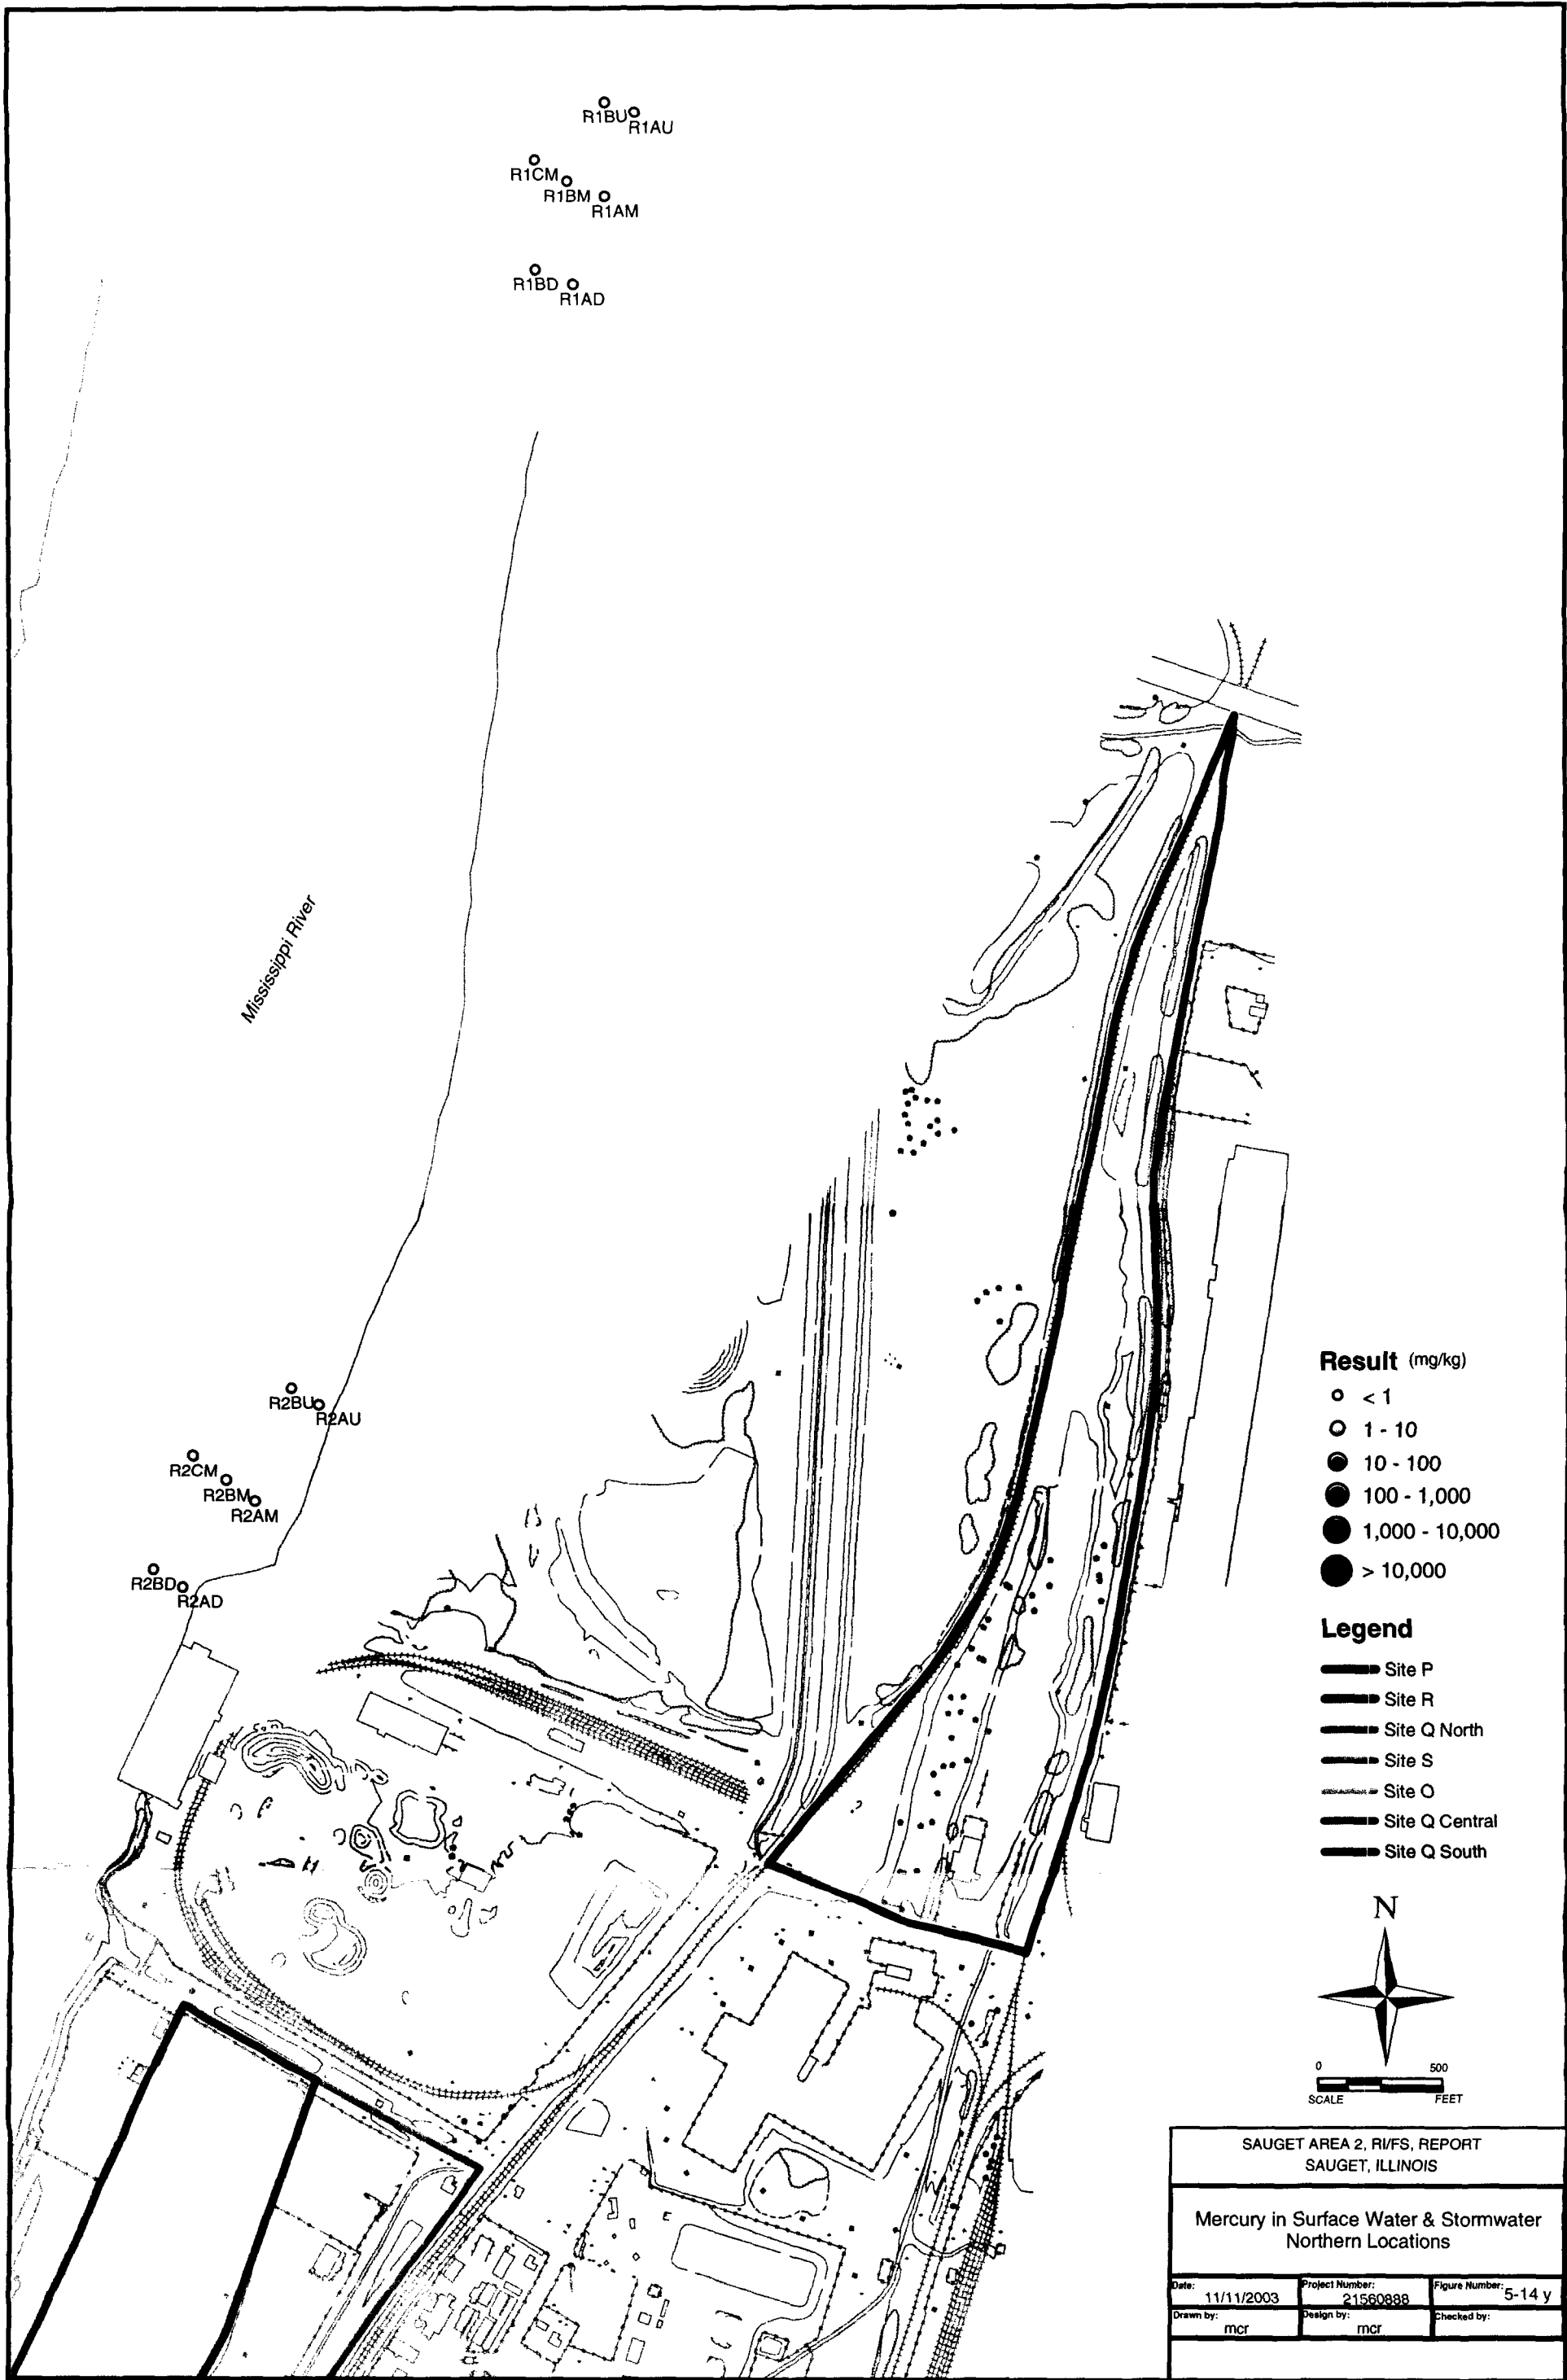 R1BU
R1AU
R1CM
R1BM
R1AM
R1BD
R1AD
Mississippi River
R2BU
R2AU
R2CM
R2BM
R2AM
R2BD
R2AD
Result (mg/kg)
< 1
1 - 10
10 - 100
100 - 1,000
1,000 - 10,000
> 10,000
Legend
Site P
Site R
Site Q North
Site S
Site O
Site Q Central
Site Q South
N
0 500
SCALE FEET
SAUGET AREA 2, RI/FS, REPORT
SAUGET, ILLINOIS
Mercury in Surface Water & Stormwater
Northern Locations
Date: 11/11/2003
Project Number: 21560888
Figure Number: 5-14 y
Drawn by: mcr
Design by: mcr
Checked by: